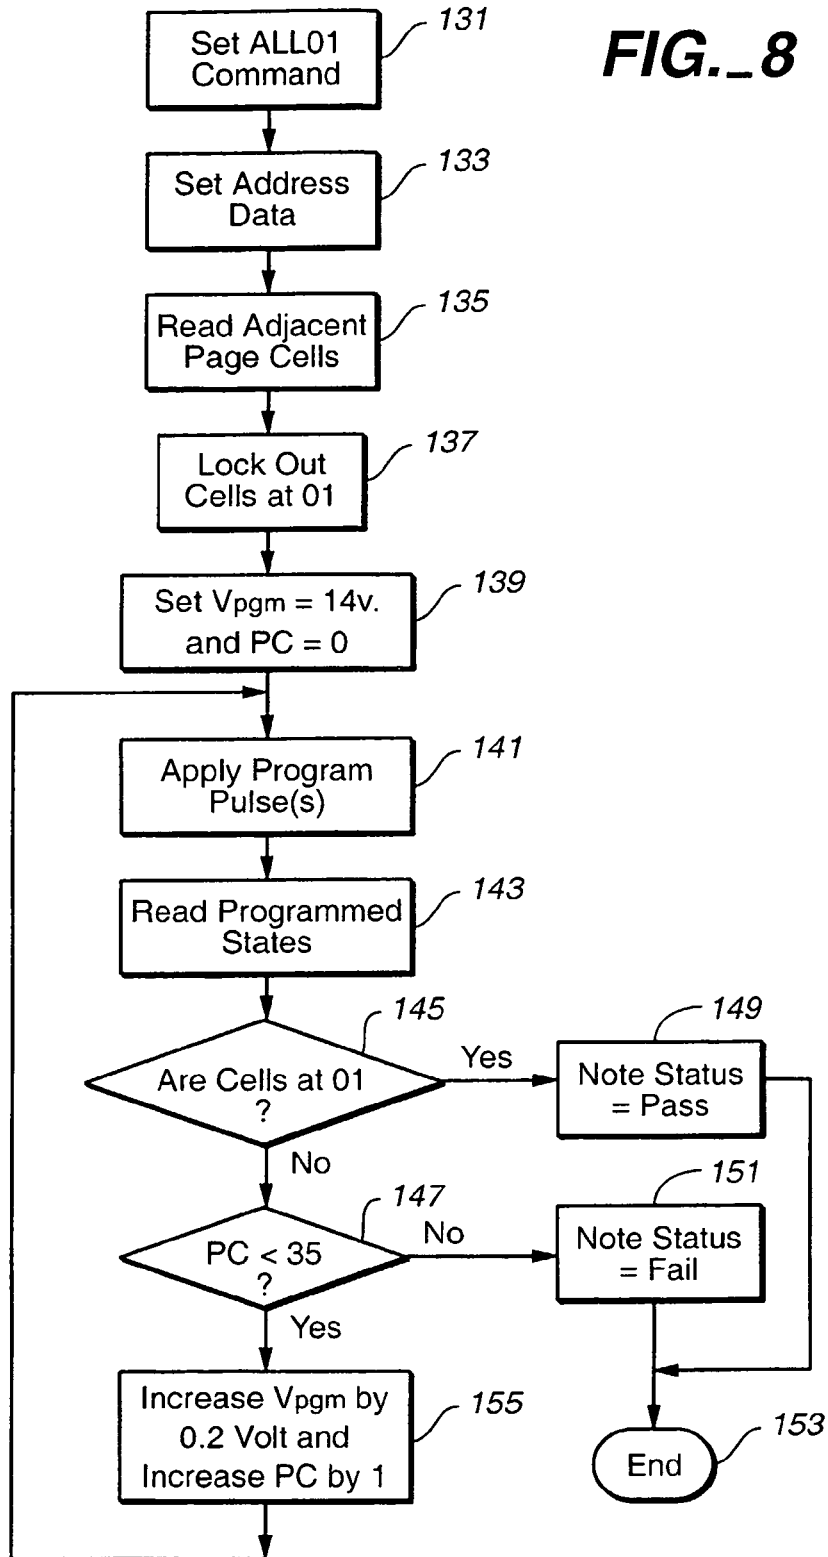 FIG._8
Set ALL01
Command
131
Set Address
Data
133
Read Adjacent
Page Cells
135
Lock Out
Cells at 01
137
Set Vpgm = 14v.
and PC = 0
139
Apply Program
Pulse(s)
141
Read Programmed
States
143
Are Cells at 01
?
145
Yes
Note Status
= Pass
149
No
PC < 35
?
147
No
Note Status
= Fail
151
Yes
Increase Vpgm by
0.2 Volt and
Increase PC by 1
155
End
153